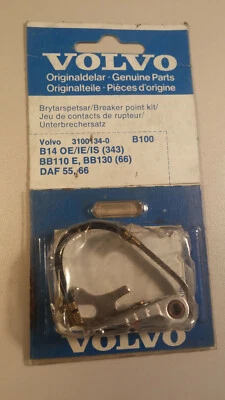 VOLVO
Originaldelar · Genuine Parts
Originalteile · Pièces d'origine
Brytarspetsar/Breaker point kit/
Jeu de contacts de rupteur/
Unterbrechersatz
Volvo 3100134-0 B100
B14 OE/IE/IS (343)
BB110 E, BB130 (66)
DAF 55, 66
VOLVO